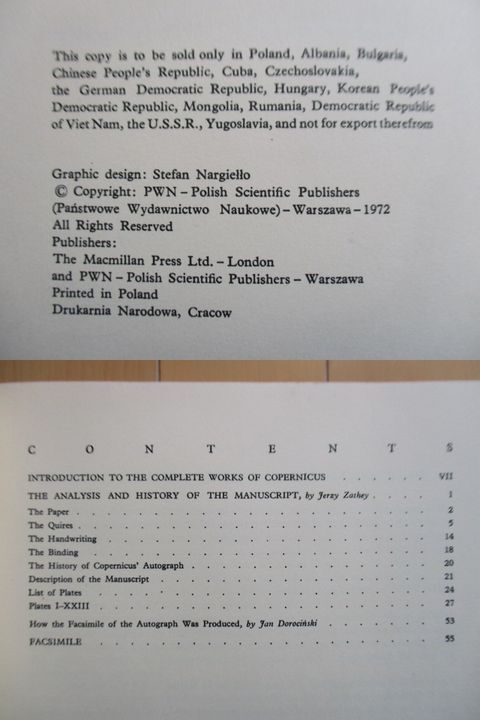 This copy is to be sold only in Poland, Albania, Bulgaria,
Chinese People's Republic, Cuba, Czechoslovakia,
the German Democratic Republic, Hungary, Korean People's
Democratic Republic, Mongolia, Rumania, Democratic Republic
of Viet Nam, the U.S.S.R., Yugoslavia, and not for export therefrom
Graphic design: Stefan Nargiełło
© Copyright: PWN – Polish Scientific Publishers
(Państwowe Wydawnictwo Naukowe) – Warszawa – 1972
All Rights Reserved
Publishers:
The Macmillan Press Ltd. – London
and PWN – Polish Scientific Publishers – Warszawa
Printed in Poland
Drukarnia Narodowa, Cracow
CONTENTS
INTRODUCTION TO THE COMPLETE WORKS OF COPERNICUS . . . . . . VII
THE ANALYSIS AND HISTORY OF THE MANUSCRIPT, by Jerzy Zathey . . . . 1
The Paper . . . . . . . . . . . . . . . . . . . . 2
The Quires . . . . . . . . . . . . . . . . . . . . 5
The Handwriting . . . . . . . . . . . . . . . . . . 14
The Binding . . . . . . . . . . . . . . . . . . . 18
The History of Copernicus' Autograph . . . . . . . . . . . . . 20
Description of the Manuscript . . . . . . . . . . . . . . . 21
List of Plates . . . . . . . . . . . . . . . . . . 24
Plates I–XXIII . . . . . . . . . . . . . . . . . . 27
How the Facsimile of the Autograph Was Produced, by Jan Dorociński . . . . . . 53
FACSIMILE . . . . . . . . . . . . . . . . . . . 55